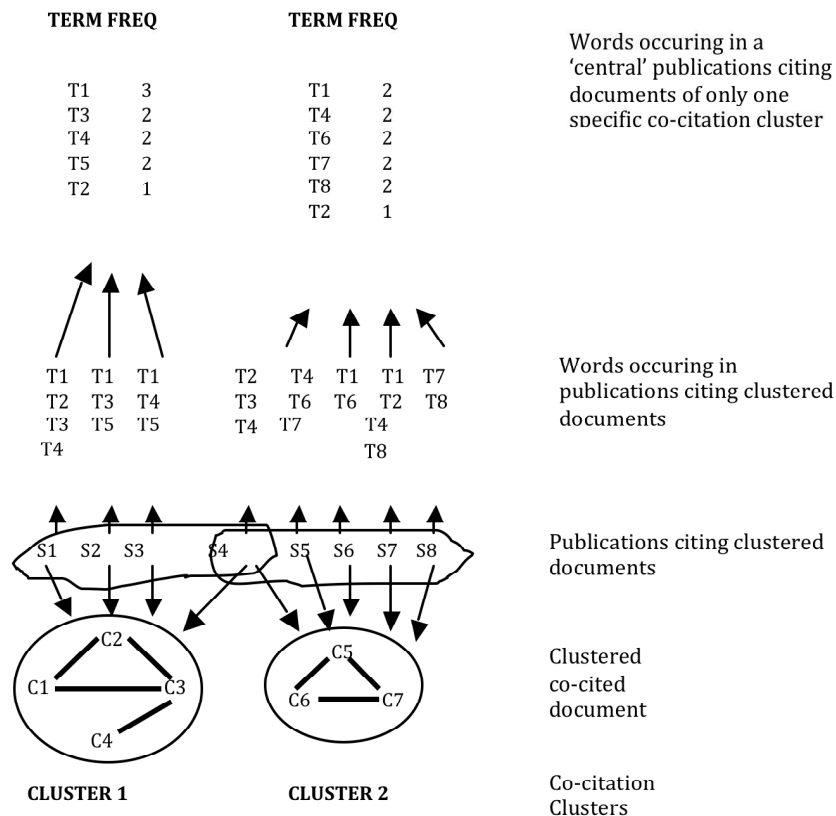 TERM FREQ TERM FREQ
Words occuring in a
‘central’ publications citing
documents of only one
specific co-citation cluster
T1 3 T1 2
T3 2 T4 2
T4 2 T6 2
T5 2 T7 2
T2 1 T8 2
T2 1
Words occuring in
publications citing clustered
documents
T1 T1 T1 T2 T4 T1 T1 T7
T2 T3 T4 T3 T6 T6 T2 T8
T3 T5 T5 T4 T7 T4
T4 T8
S1 S2 S3 S4 S5 S6 S7 S8
Publications citing clustered
documents
C2 C5
C1 C3 C6 C7
C4
Clustered
co-cited
document
CLUSTER 1 CLUSTER 2
Co-citation
Clusters